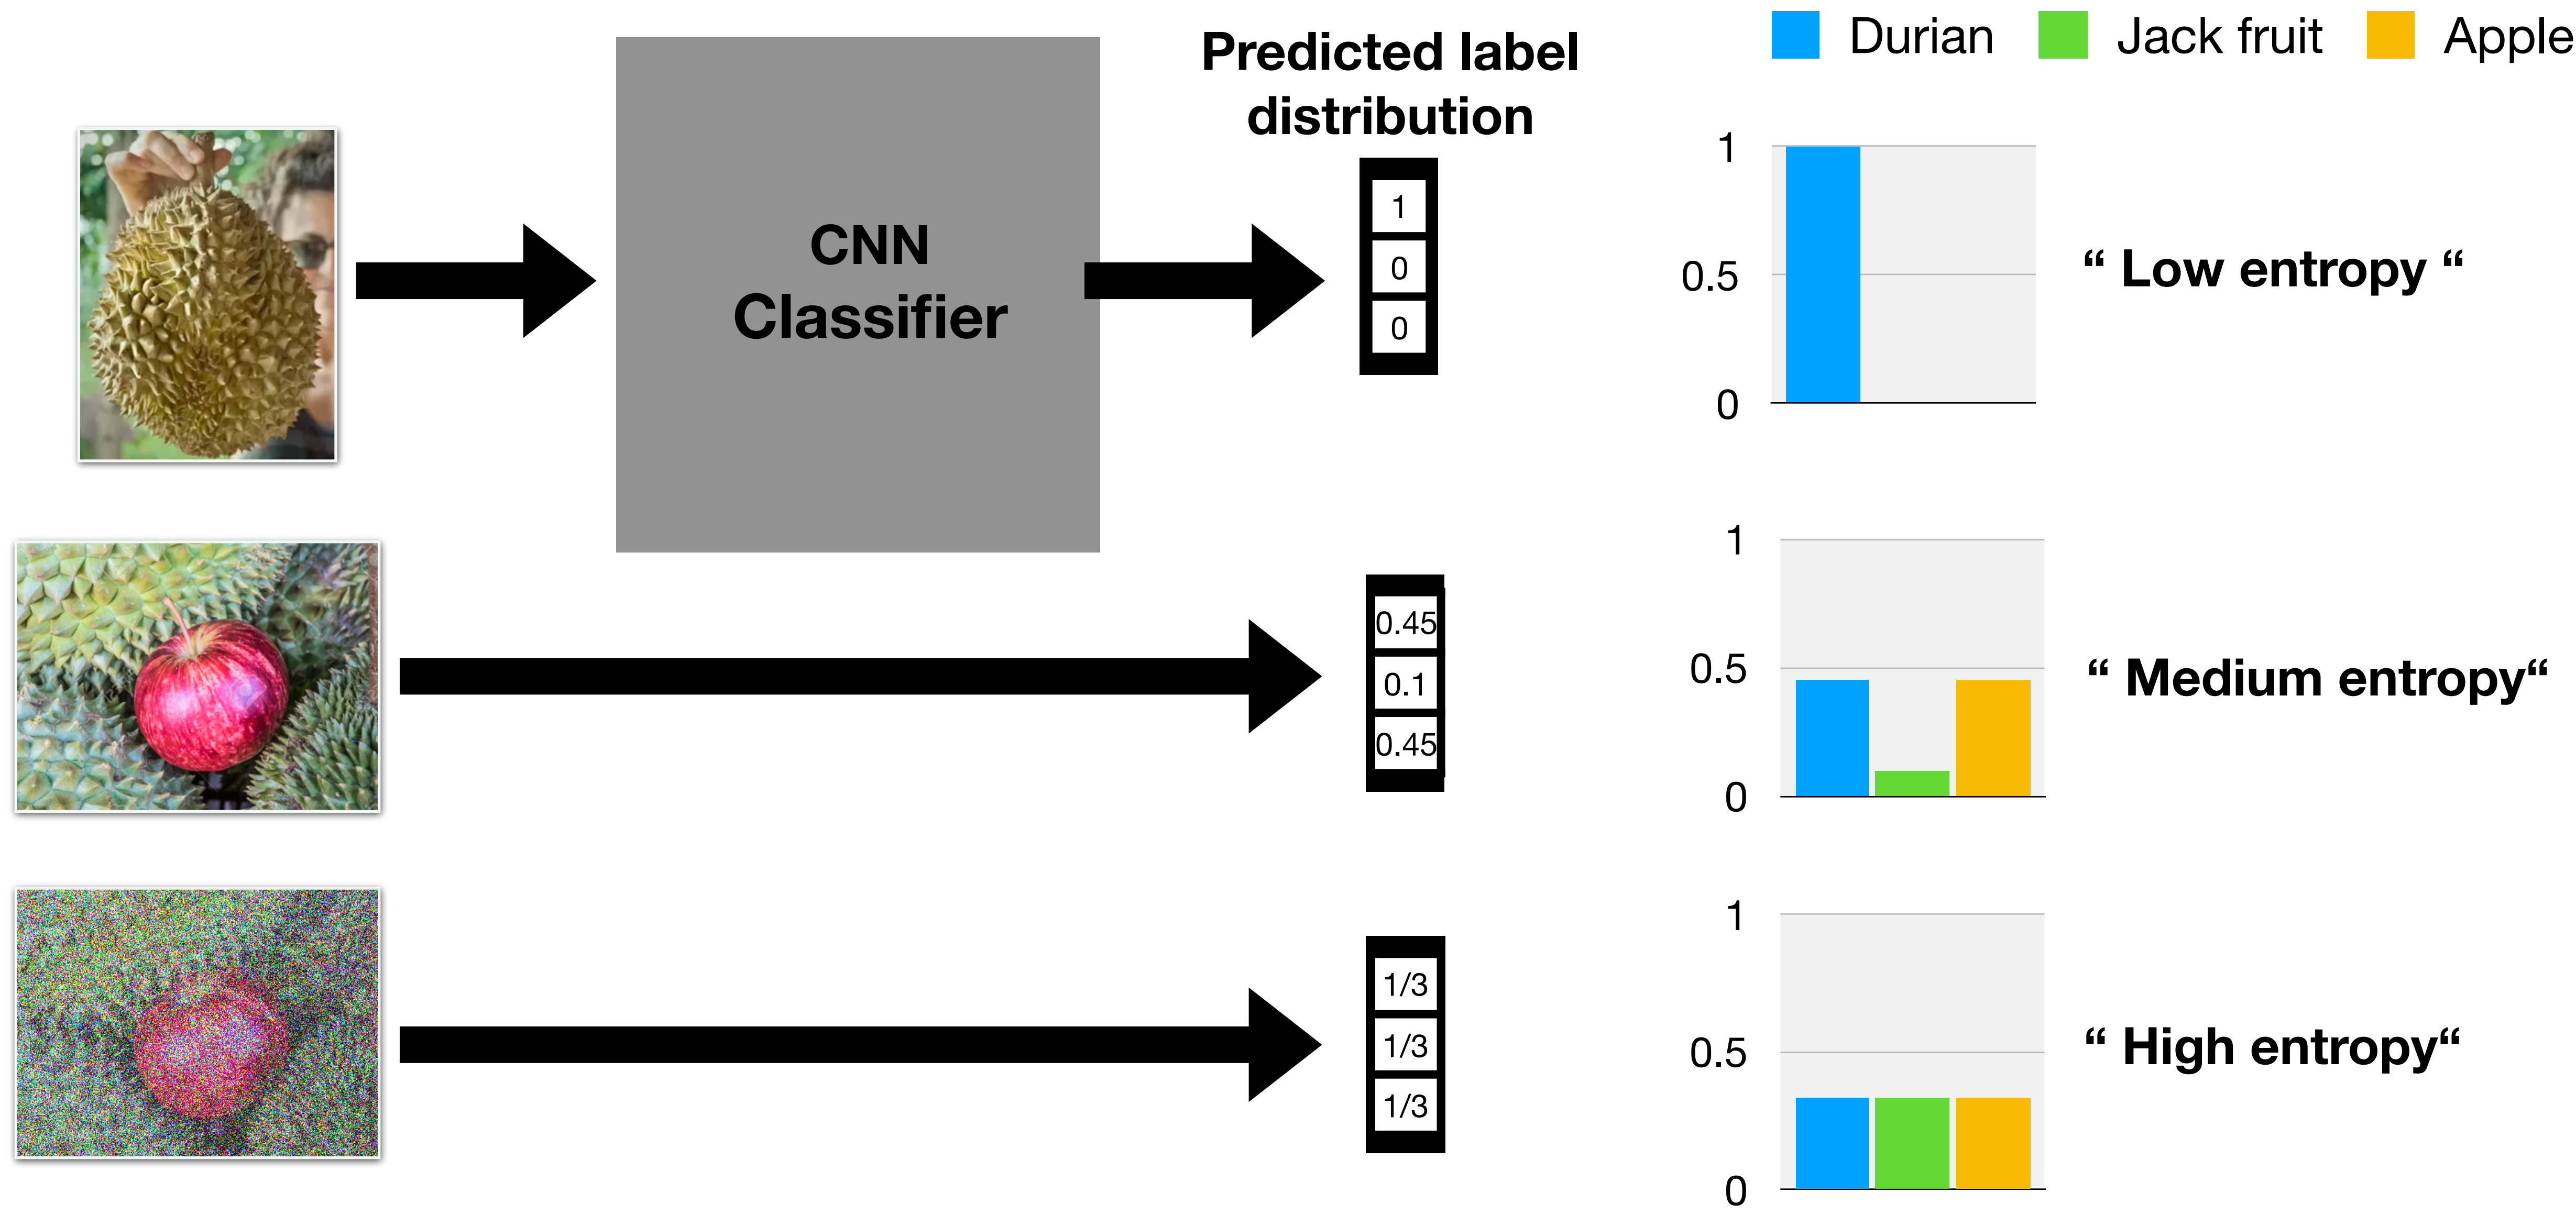 Predicted label
distribution
Durian Jack fruit Apple
CNN
Classifier
1
0
0
1
0.5
0
“ Low entropy “
0.45
0.1
0.45
1
0.5
0
“ Medium entropy“
1/3
1/3
1/3
1
0.5
0
“ High entropy“